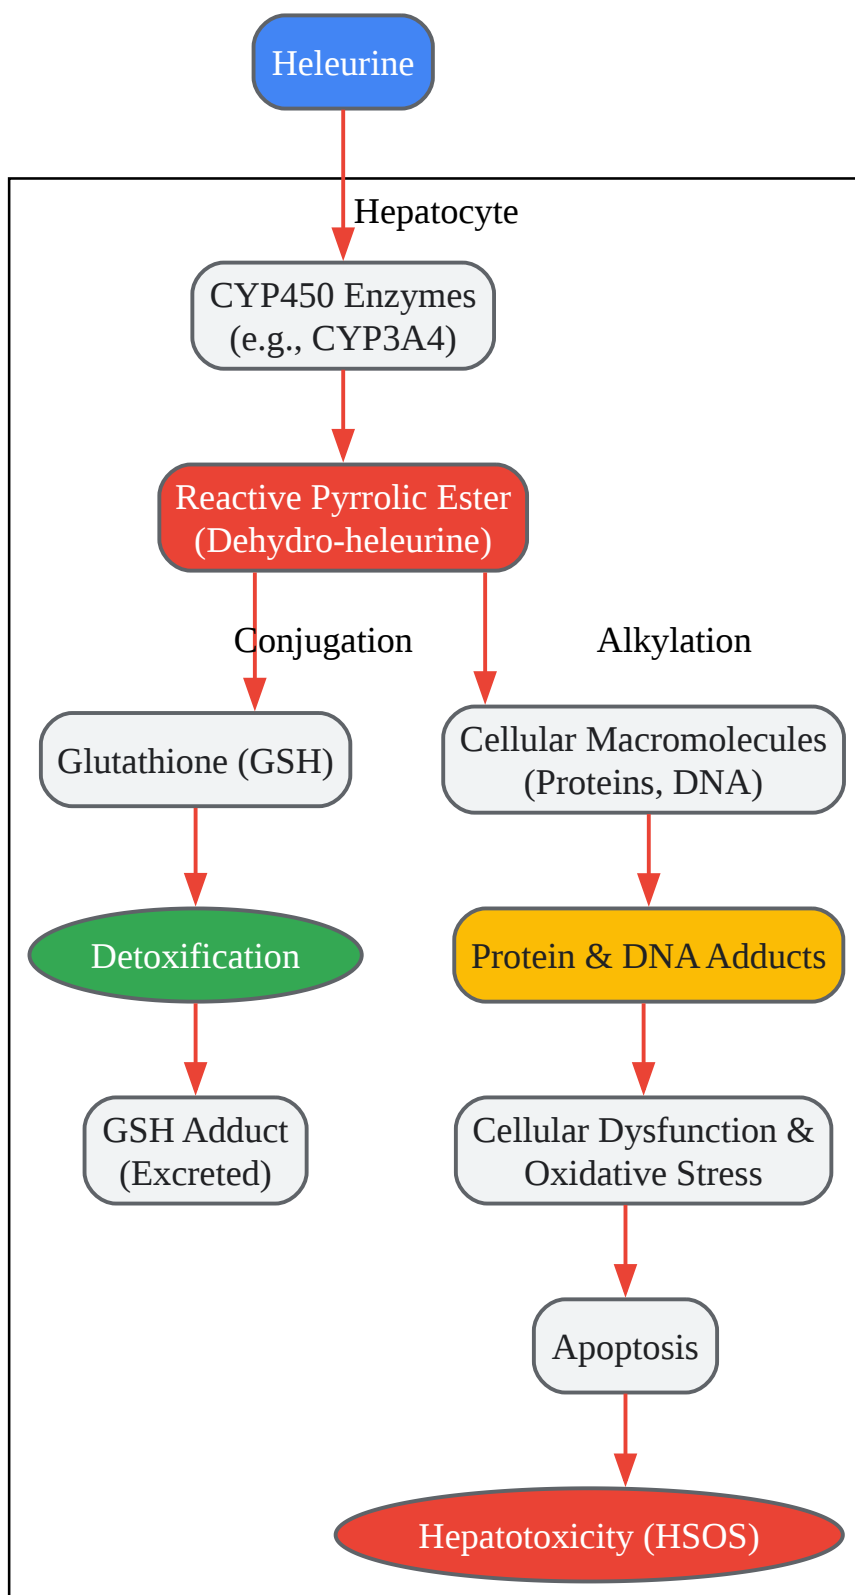 Heleurine
Hepatocyte
CYP450 Enzymes
(e.g., CYP3A4)
Reactive Pyrrolic Ester
(Dehydro-heleurine)
Conjugation
Alkylation
Glutathione (GSH)
Cellular Macromolecules
(Proteins, DNA)
Detoxification
Protein & DNA Adducts
GSH Adduct
(Excreted)
Cellular Dysfunction &
Oxidative Stress
Apoptosis
Hepatotoxicity (HSOS)